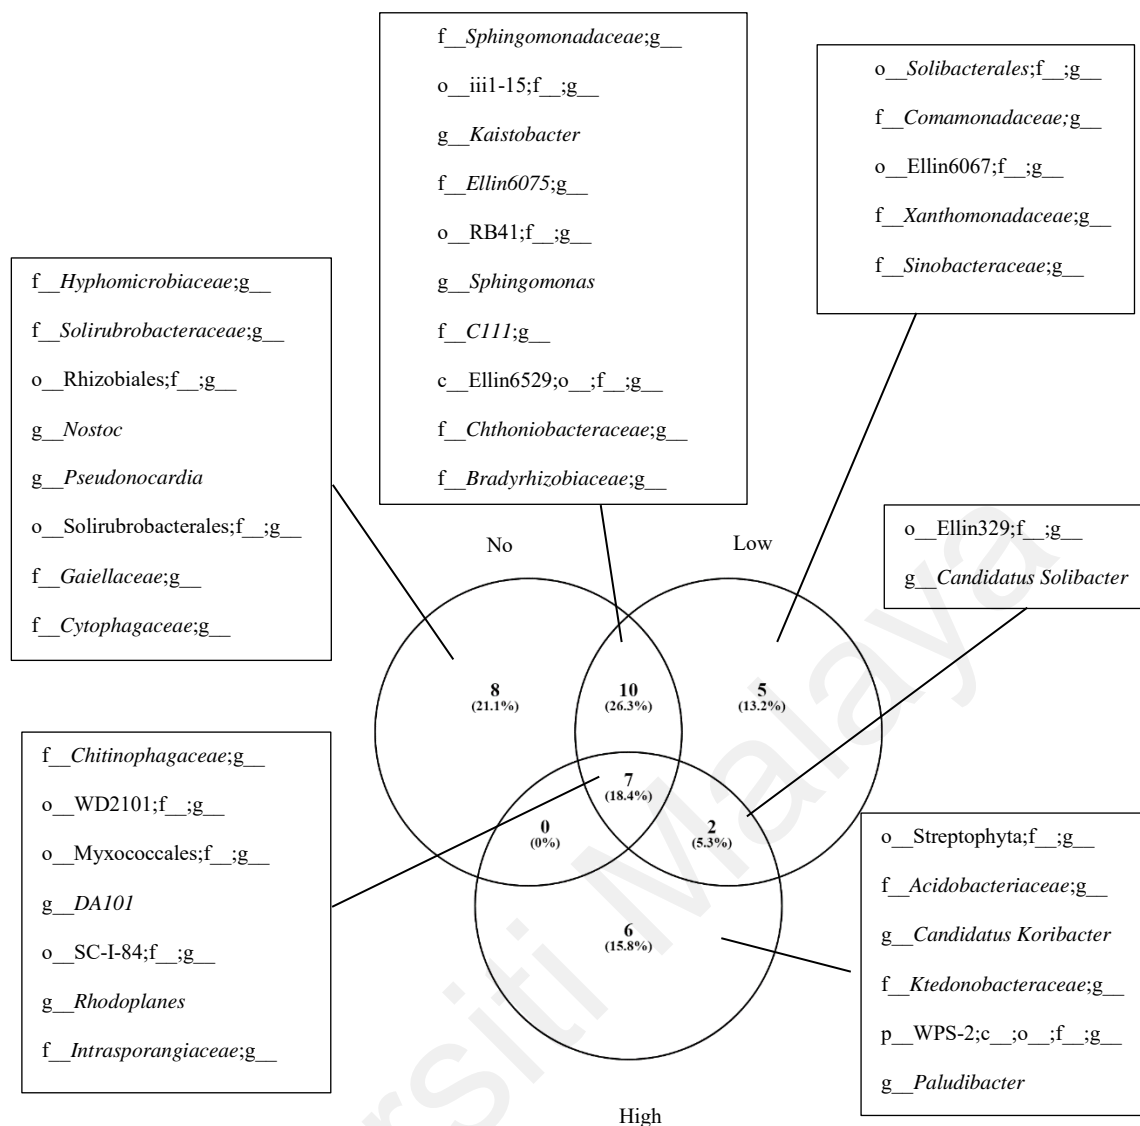 f__Sphingomonadaceae;g__
o__iii1-15;f__;g__
g__Kaistobacter
f__Ellin6075;g__
o__RB41;f__;g__
g__Sphingomonas
f__C111;g__
c__Ellin6529;o__;f__;g__
f__Chthoniobacteraceae;g__
f__Bradyrhizobiaceae;g__
o__Solibacterales;f__;g__
f__Comamonadaceae;g__
o__Ellin6067;f__;g__
f__Xanthomonadaceae;g__
f__Sinobacteraceae;g__
f__Hyphomicrobiaceae;g__
f__Solirubrobacteraceae;g__
o__Rhizobiales;f__;g__
g__Nostoc
g__Pseudonocardia
o__Solirubrobacterales;f__;g__
f__Gaiellaceae;g__
f__Cytophagaceae;g__
o__Ellin329;f__;g__
g__Candidatus Solibacter
No
Low
8
(21.1%)
10
(26.3%)
5
(13.2%)
7
(18.4%)
0
(0%)
2
(5.3%)
6
(15.8%)
f__Chitinophagaceae;g__
o__WD2101;f__;g__
o__Myxococcales;f__;g__
g__DA101
o__SC-I-84;f__;g__
g__Rhodoplanes
f__Intrasporangiaceae;g__
o__Streptophyta;f__;g__
f__Acidobacteriaceae;g__
g__Candidatus Koribacter
f__Ktedonobacteraceae;g__
p__WPS-2;c__;o__;f__;g__
g__Paludibacter
High
rsiti Malaya